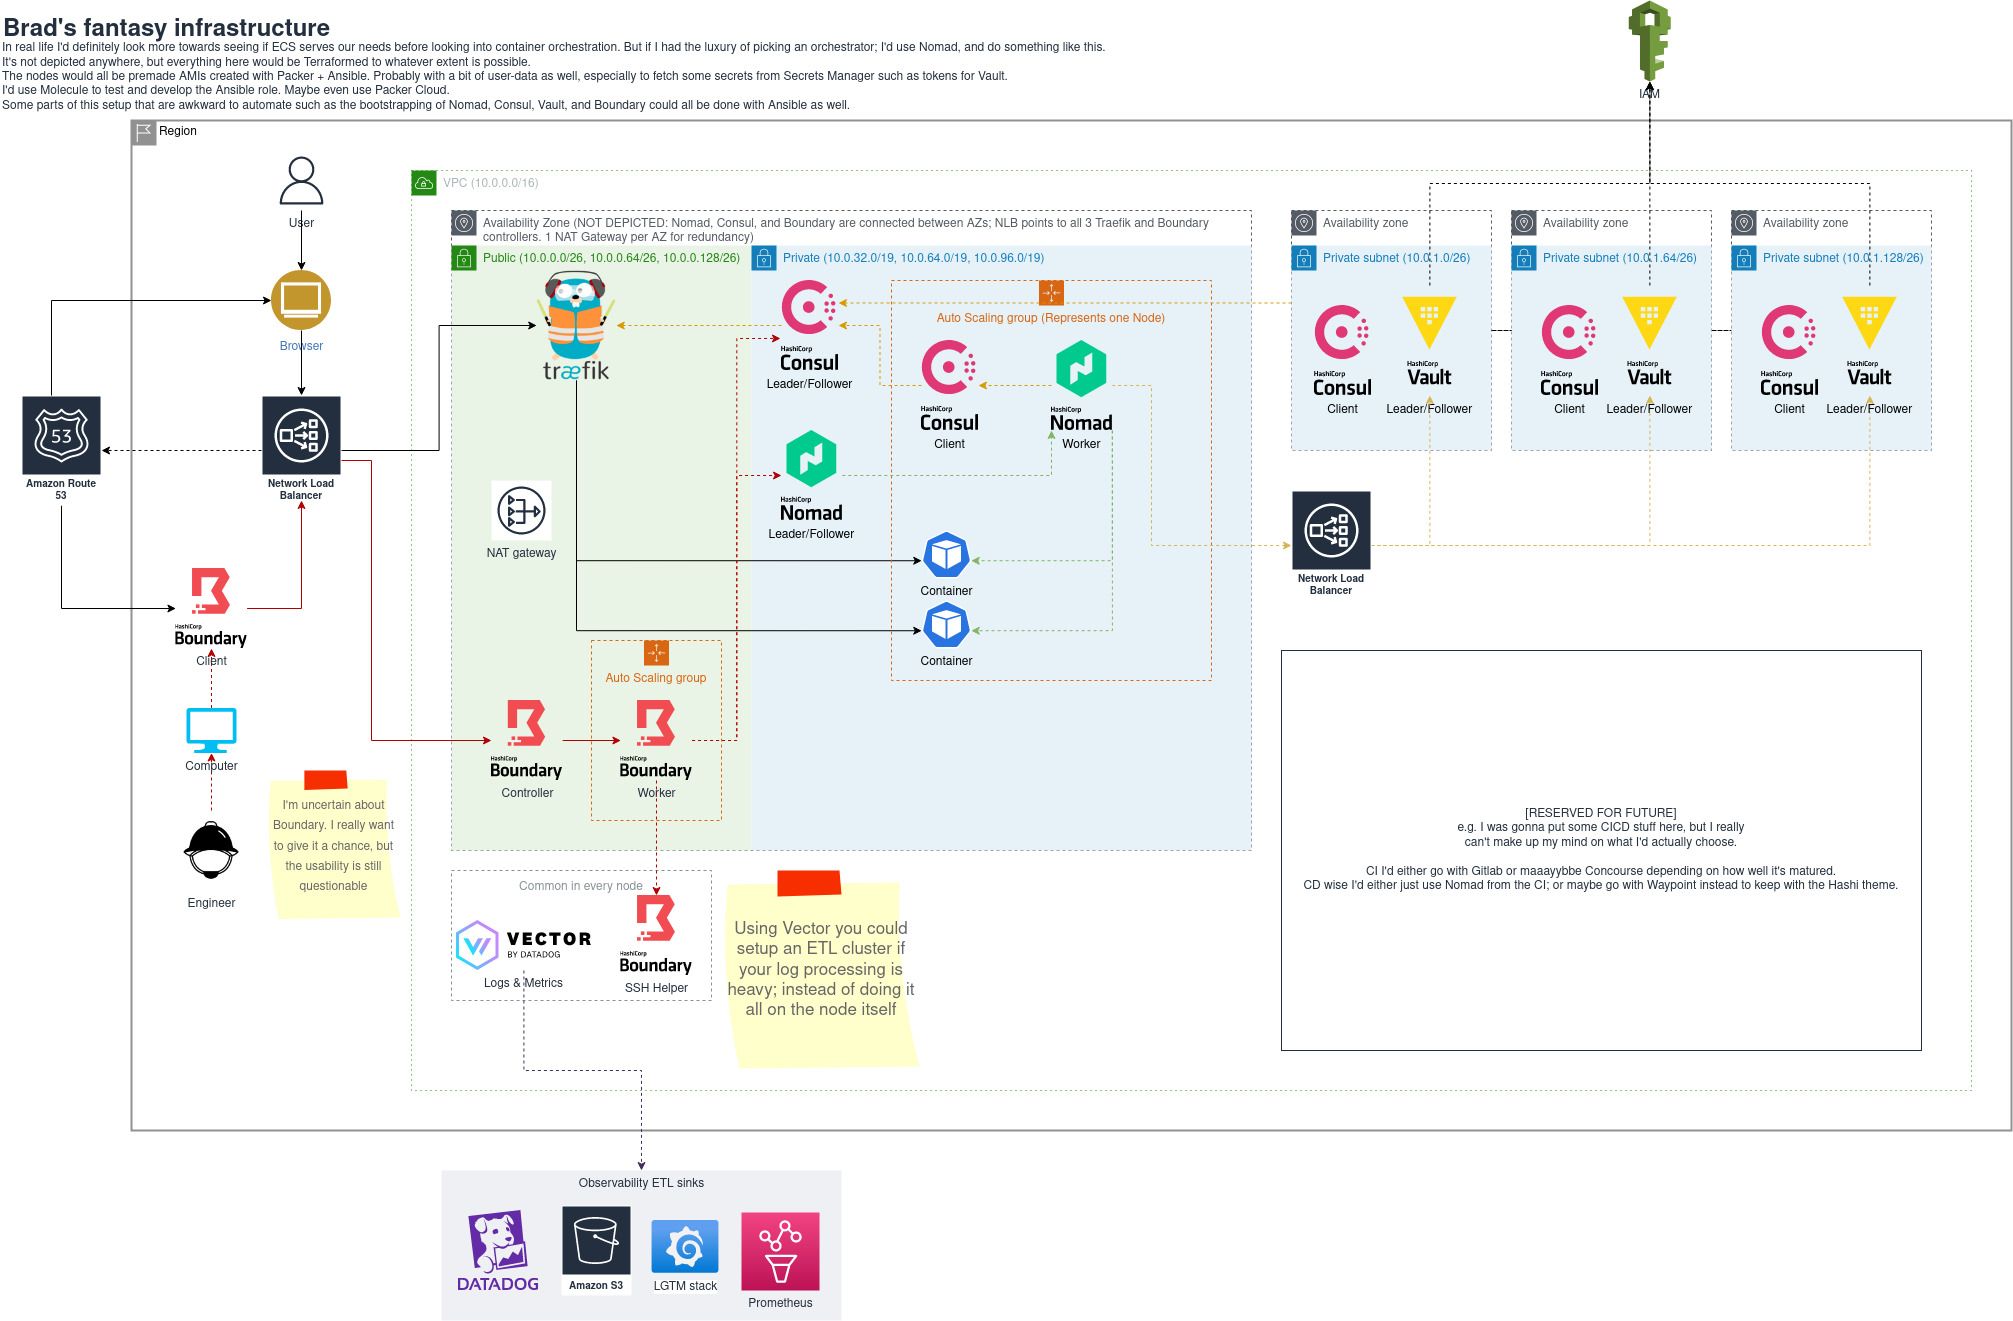 Brad's fantasy infrastructure
In real life I'd definitely look more towards seeing if ECS serves our needs before looking into container orchestration. But if I had the luxury of picking an orchestrator; I'd use Nomad, and do something like this.
It's not depicted anywhere, but everything here would be Terraformed to whatever extent is possible.
The nodes would all be premade AMIs created with Packer + Ansible. Probably with a bit of user-data as well, especially to fetch some secrets from Secrets Manager such as tokens for Vault.
I'd use Molecule to test and develop the Ansible role. Maybe even use Packer Cloud.
Some parts of this setup that are awkward to automate such as the bootstrapping of Nomad, Consul, Vault, and Boundary could all be done with Ansible as well.
IAM
Region
User
Browser
53
Amazon Route
53
Network Load
Balancer
HashiCorp
Boundary
Client
Computer
Engineer
I'm uncertain about
Boundary. I really want
to give it a chance, but
the usability is still
questionable
VPC (10.0.0.0/16)
Availability Zone (NOT DEPICTED: Nomad, Consul, and Boundary are connected between AZs; NLB points to all 3 Traefik and Boundary
controllers. 1 NAT Gateway per AZ for redundancy)
Public (10.0.0.0/26, 10.0.0.64/26, 10.0.0.128/26)
træfik
NAT gateway
HashiCorp
Boundary
Controller
Auto Scaling group
HashiCorp
Boundary
Worker
Private (10.0.32.0/19, 10.0.64.0/19, 10.0.96.0/19)
HashiCorp
Consul
Leader/Follower
HashiCorp
Nomad
Leader/Follower
Auto Scaling group (Represents one Node)
HashiCorp
Consul
Client
HashiCorp
Nomad
Worker
Container
Container
Availability zone
Private subnet (10.0.1.0/26)
HashiCorp
Consul
Client
HashiCorp
Vault
Leader/Follower
Availability zone
Private subnet (10.0.1.64/26)
HashiCorp
Consul
Client
HashiCorp
Vault
Leader/Follower
Availability zone
Private subnet (10.0.1.128/26)
HashiCorp
Consul
Client
HashiCorp
Vault
Leader/Follower
Network Load
Balancer
[RESERVED FOR FUTURE]
e.g. I was gonna put some CICD stuff here, but I really
can't make up my mind on what I'd actually choose.
CI I'd either go with Gitlab or maaayybbe Concourse depending on how well it's matured.
CD wise I'd either just use Nomad from the CI; or maybe go with Waypoint instead to keep with the Hashi theme.
Common in every node
VECTOR
BY DATADOG
Logs & Metrics
HashiCorp
Boundary
SSH Helper
Using Vector you could
setup an ETL cluster if
your log processing is
heavy; instead of doing it
all on the node itself
Observability ETL sinks
DATADOG
Amazon S3
LGTM stack
Prometheus